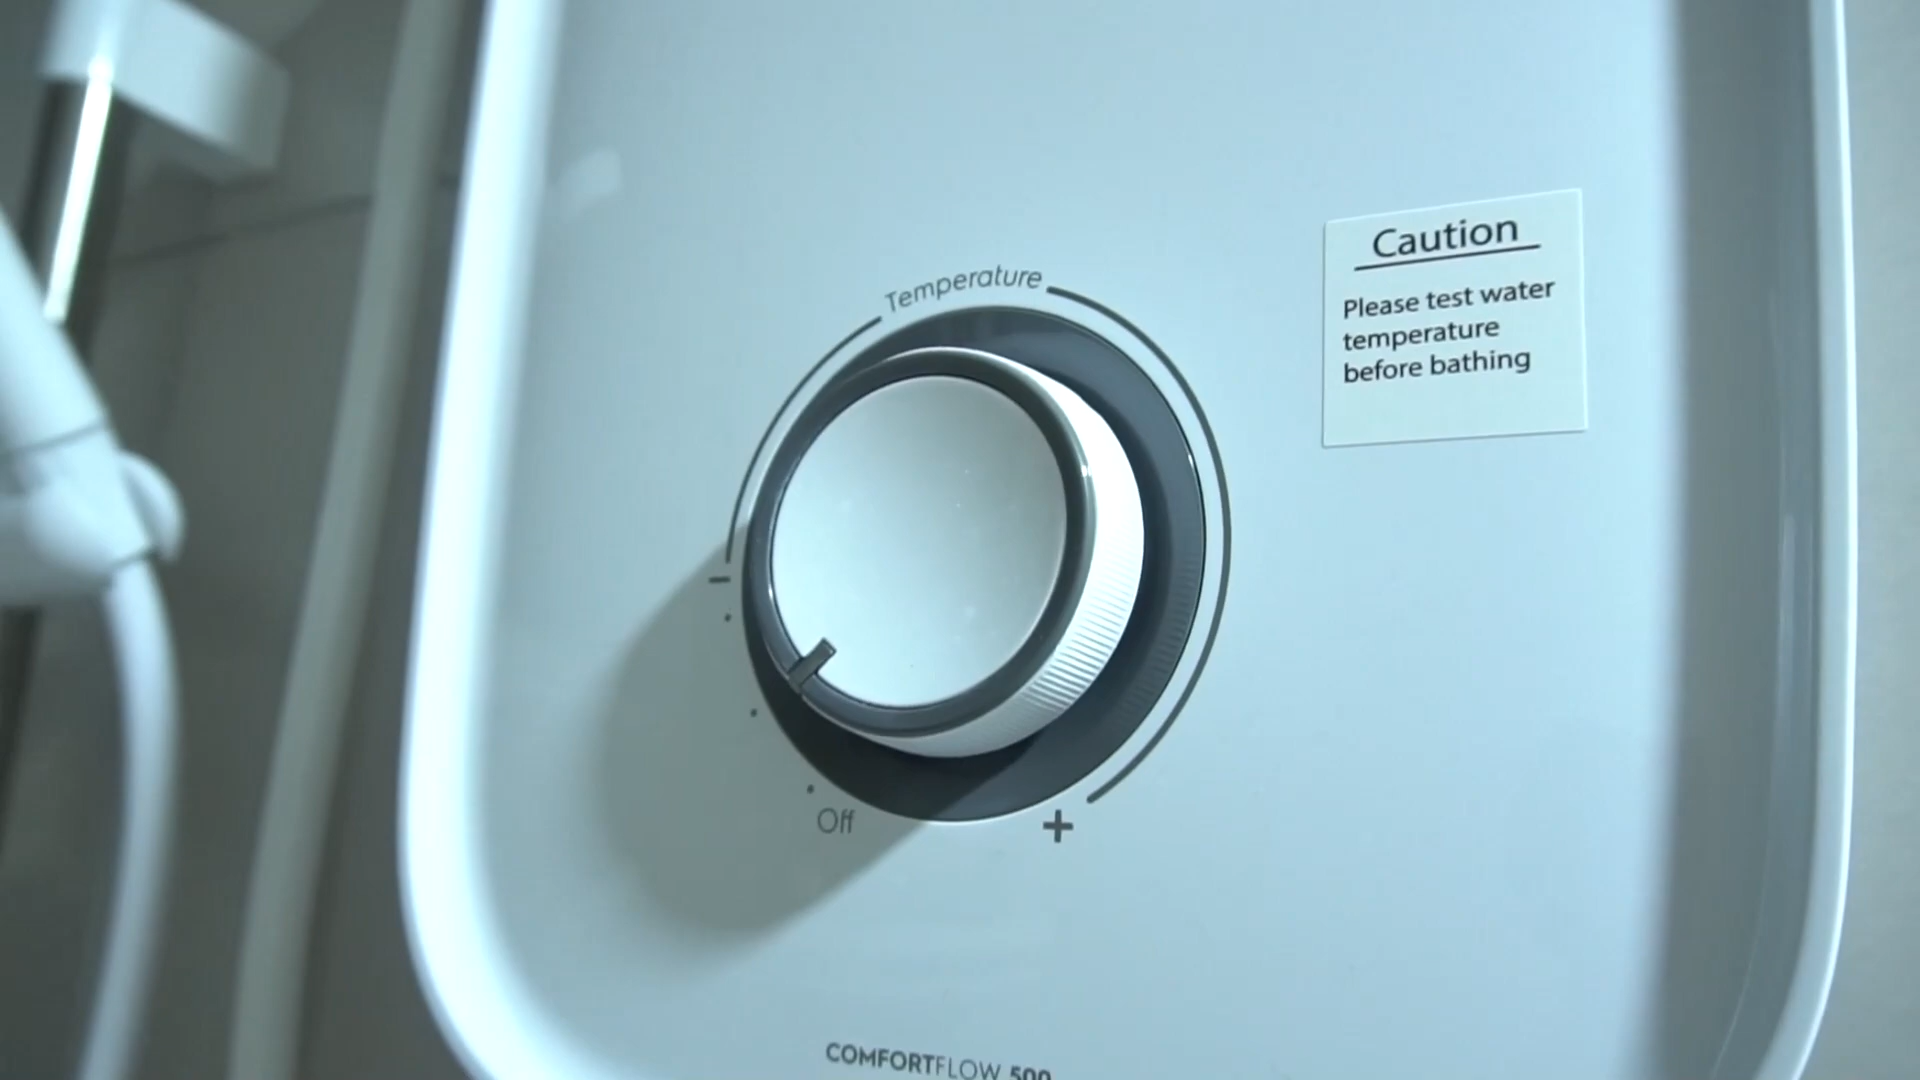 Temperature
Caution
Please test water
temperature
before bathing
−
Off
+
COMFORTFLOW 500